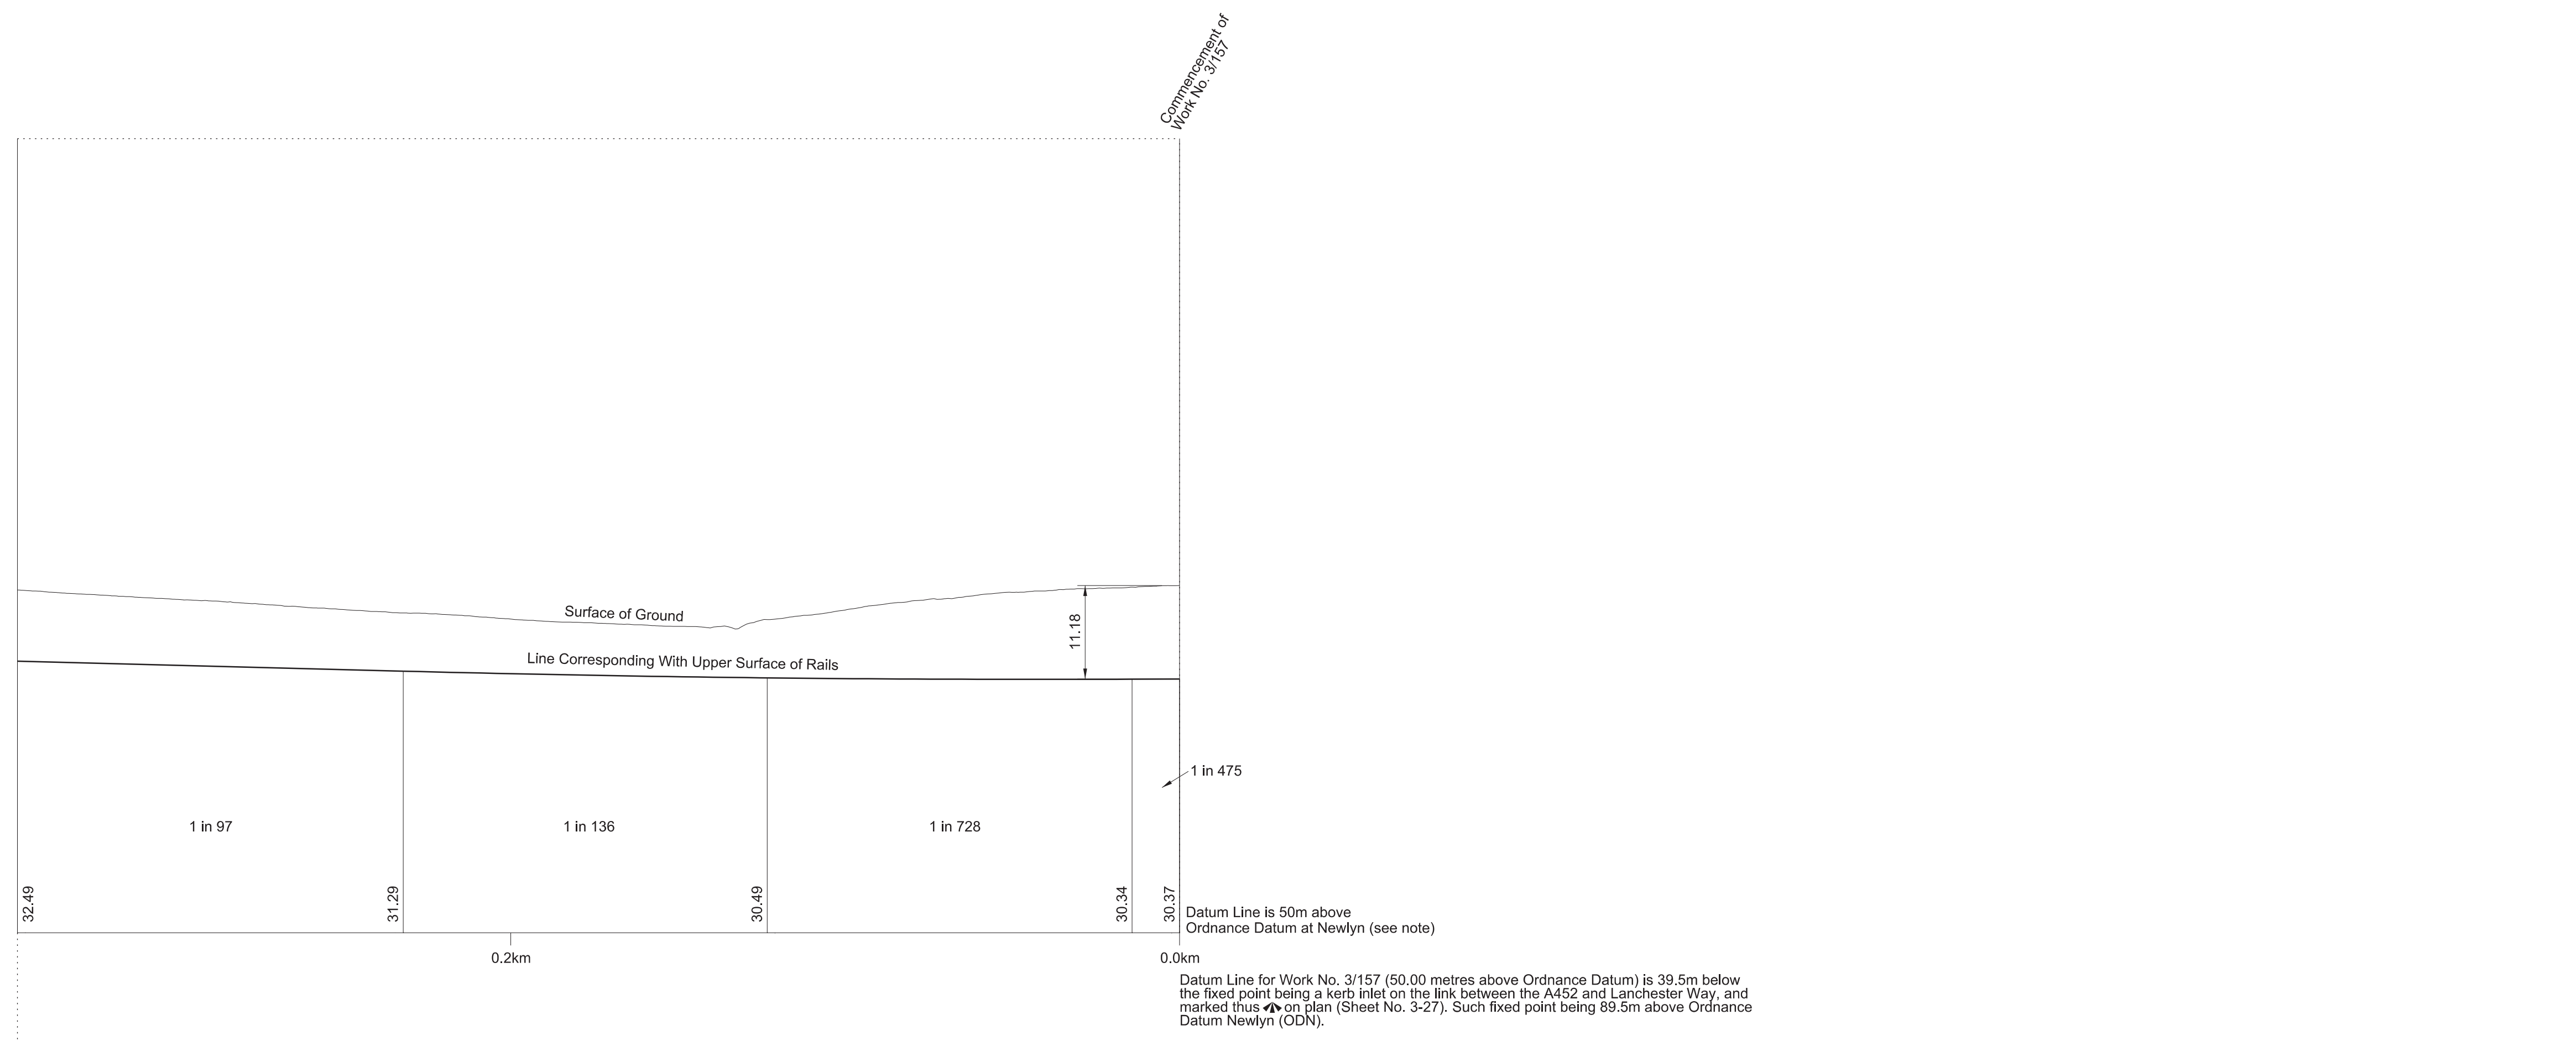 Commencement of
Work No. 3/157
Surface of Ground
Line Corresponding With Upper Surface of Rails
11.18
1 in 475
1 in 97
1 in 136
1 in 728
32.49
31.29
30.49
30.34
30.37
Datum Line is 50m above
Ordnance Datum at Newlyn (see note)
0.2km
0.0km
Datum Line for Work No. 3/157 (50.00 metres above Ordnance Datum) is 39.5m below
the fixed point being a kerb inlet on the link between the A452 and Lanchester Way, and
marked thus on plan (Sheet No. 3-27). Such fixed point being 89.5m above Ordnance
Datum Newlyn (ODN).